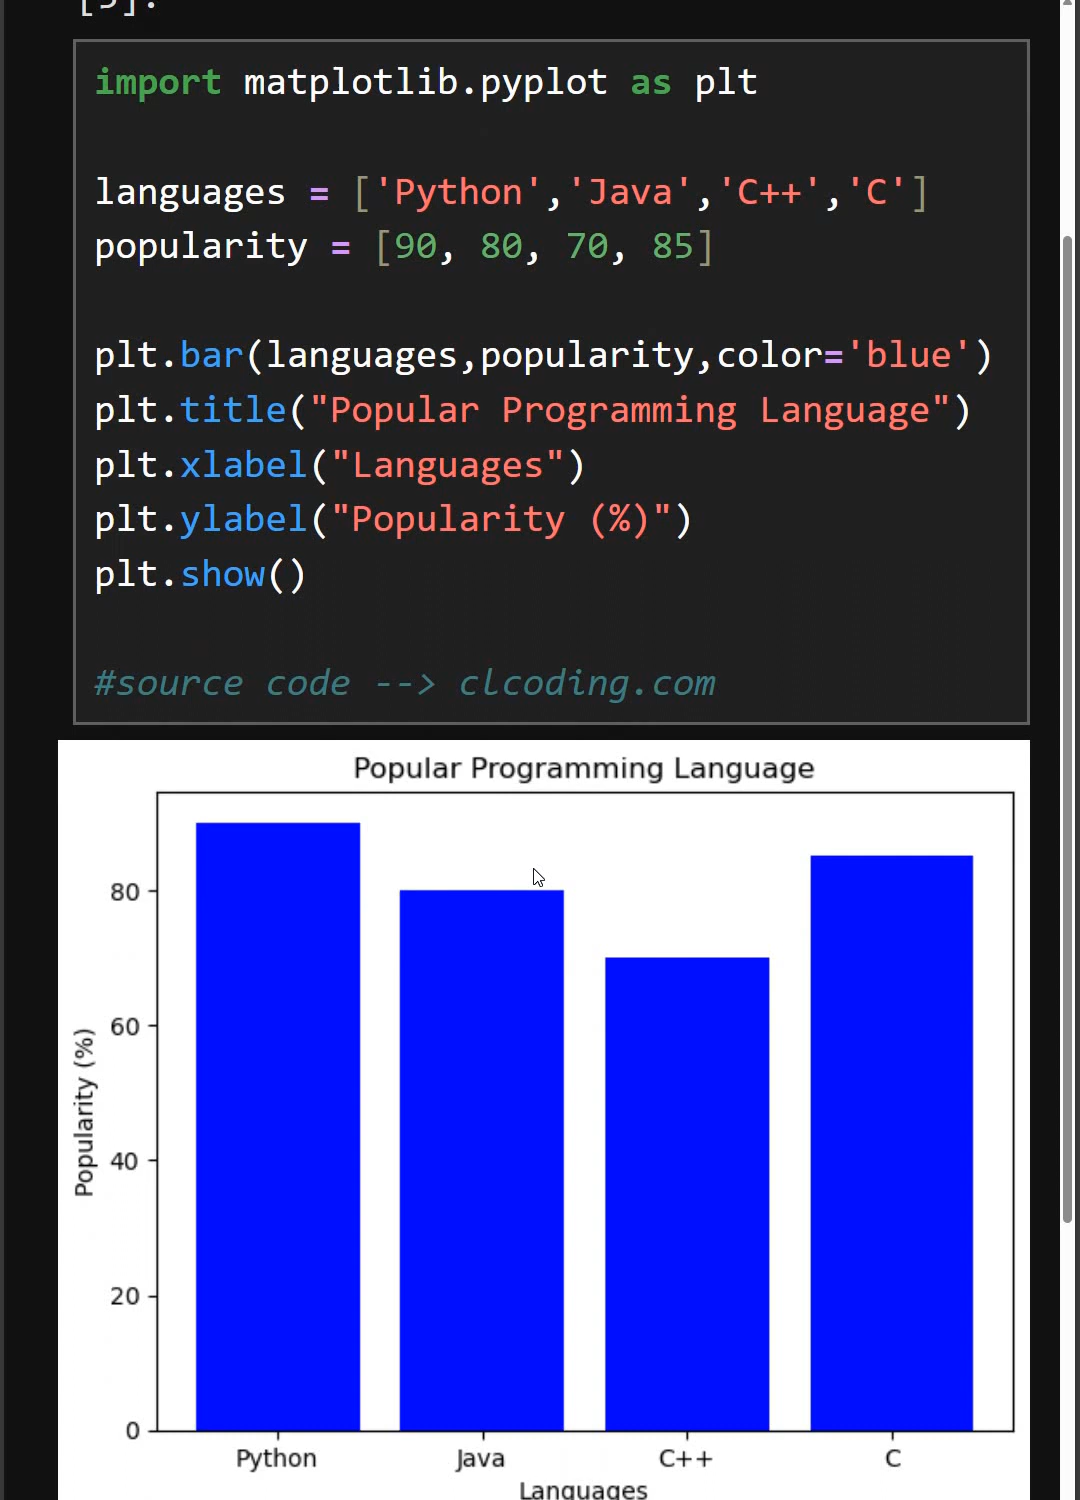 import matplotlib.pyplot as plt
languages = ['Python','Java','C++','C']
popularity = [90, 80, 70, 85]
plt.bar(languages,popularity,color='blue')
plt.title("Popular Programming Language")
plt.xlabel("Languages")
plt.ylabel("Popularity (%)")
plt.show()
#source code --> clcoding.com
Popular Programming Language
80
60
40
20
0
Popularity (%)
Python Java C++ C
Languages